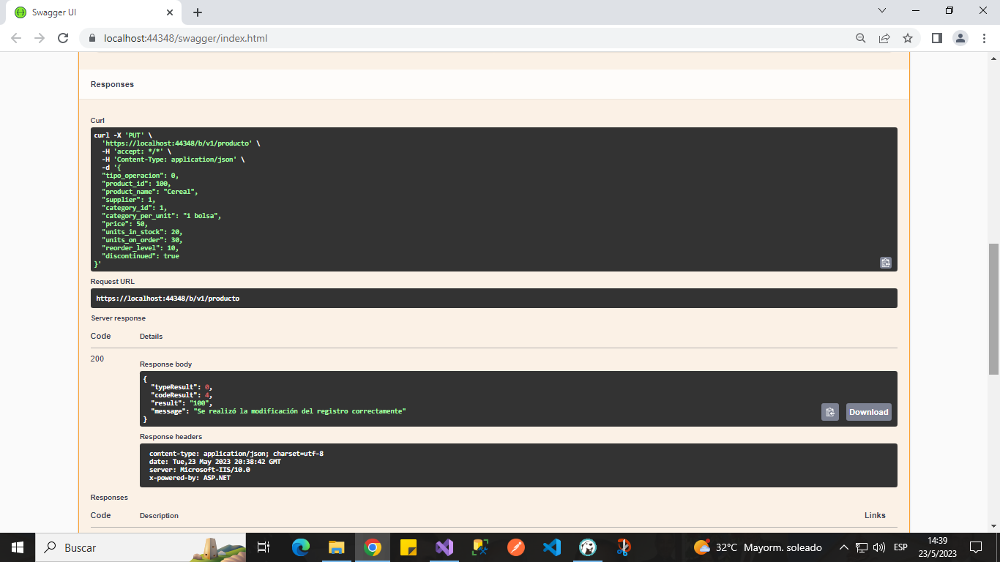 Swagger UI
localhost:44348/swagger/index.html
Responses
Curl
curl -X 'PUT' \
'https://localhost:44348/b/v1/producto' \
-H 'accept: */*' \
-H 'Content-Type: application/json' \
-d '{
"tipo_operacion": 0,
"product_id": 100,
"product_name": "Cereal",
"supplier": 1,
"category_id": 1,
"category_per_unit": "1 bolsa",
"price": 50,
"units_in_stock": 20,
"units_on_order": 30,
"reorder_level": 10,
"discontinued": true
}'
Request URL
https://localhost:44348/b/v1/producto
Server response
Code Details
200
Response body
{
"typeResult": 0,
"codeResult": 4,
"result": "100",
"message": "Se realizó la modificación del registro correctamente"
}
Download
Response headers
content-type: application/json; charset=utf-8
date: Tue,23 May 2023 20:38:42 GMT
server: Microsoft-IIS/10.0
x-powered-by: ASP.NET
Responses
Code Description Links
Buscar
32°C Mayorm. soleado
ESP
14:39
23/5/2023